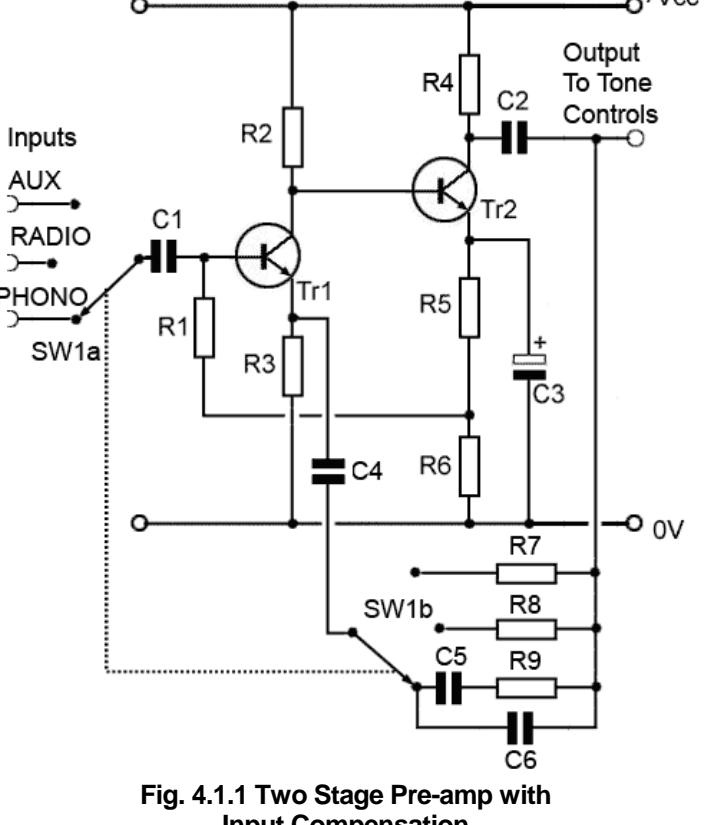 Output
To Tone
Controls
R4
C2
R2
Inputs
AUX
Tr2
C1
RADIO
Tr1
PHONO
R5
R1
+
SW1a
R3
C3
R6
C4
0V
R7
SW1b
R8
C5
R9
C6
Fig. 4.1.1 Two Stage Pre-amp with
Input Compensation